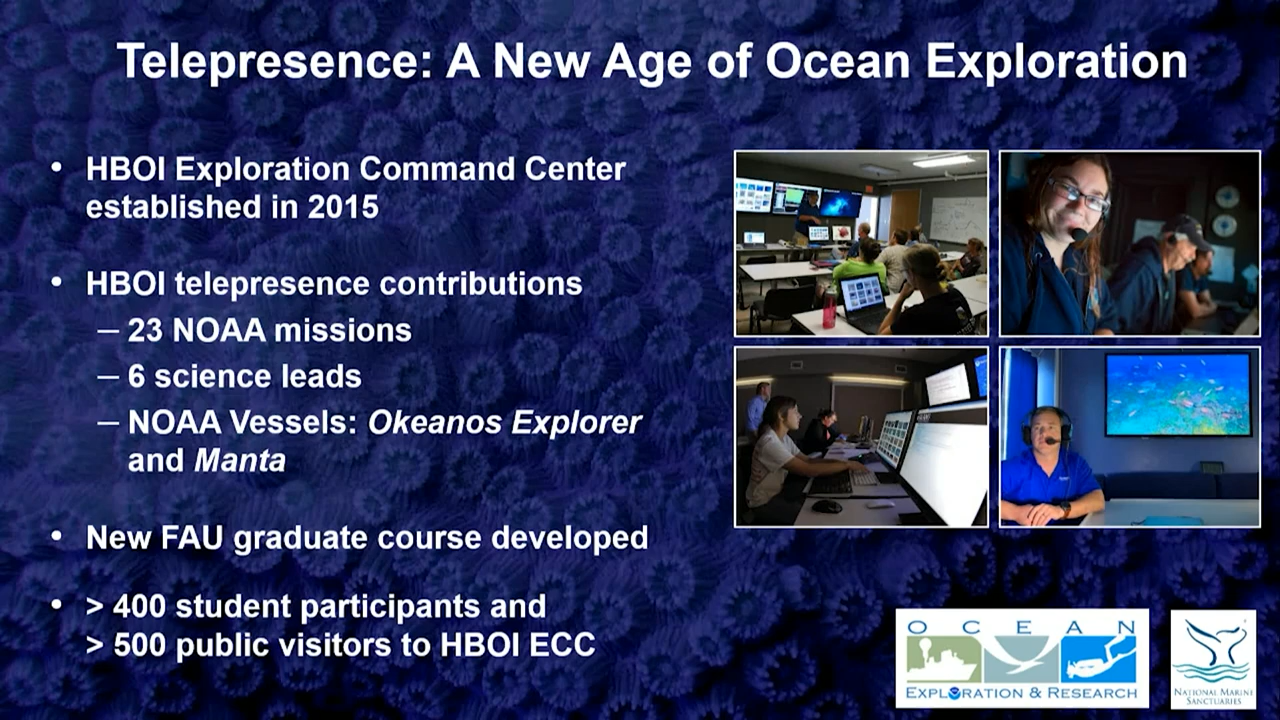 Telepresence: A New Age of Ocean Exploration
• HBOI Exploration Command Center
established in 2015
• HBOI telepresence contributions
– 23 NOAA missions
– 6 science leads
– NOAA Vessels: Okeanos Explorer
and Manta
• New FAU graduate course developed
• > 400 student participants and
> 500 public visitors to HBOI ECC
OCEAN
EXPLORATION & RESEARCH
NATIONAL MARINE
SANCTUARIES